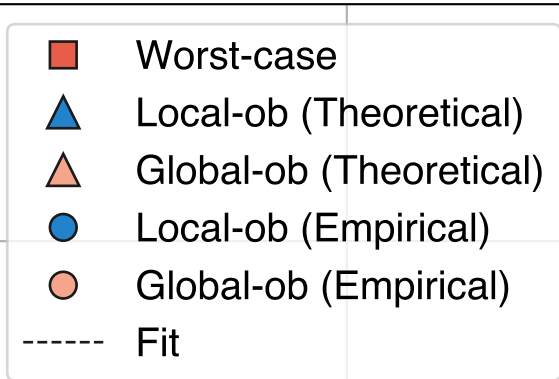 Worst-case
Local-ob (Theoretical)
Global-ob (Theoretical)
Local-ob (Empirical)
Global-ob (Empirical)
Fit